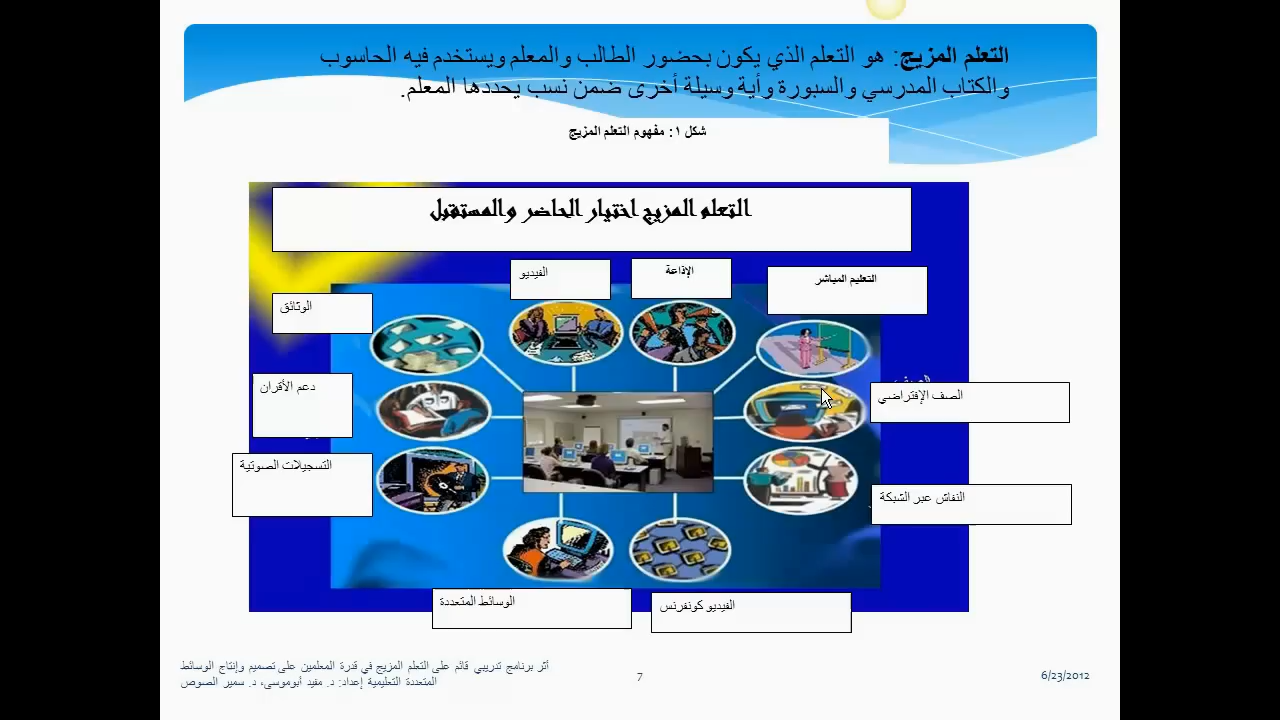 التعلم المزيج: هو التعلم الذي يكون بحضور الطالب والمعلم ويستخدم فيه الحاسوب
والكتاب المدرسي والسبورة وأية وسيلة أخرى ضمن نسب يحددها المعلم.
شكل ١: مفهوم التعلم المزيج
التعلم المزيج اختيار الحاضر والمستقبل
التعليم المباشر
الإذاعة
الفيديو
الوثائق
الصف الإفتراضي
دعم الأقران
النفاش عبر الشبكة
التسجيلات الصوتية
الفيديو كونفرنس
الوسائط المتعددة
6/23/2012
7
أثر برنامج تدريبي قائم على التعلم المزيج في قدرة المعلمين على تصميم وإنتاج الوسائط
المتعددة التعليمية إعداد: د. مفيد أبوموسى، د. سمير الصوص